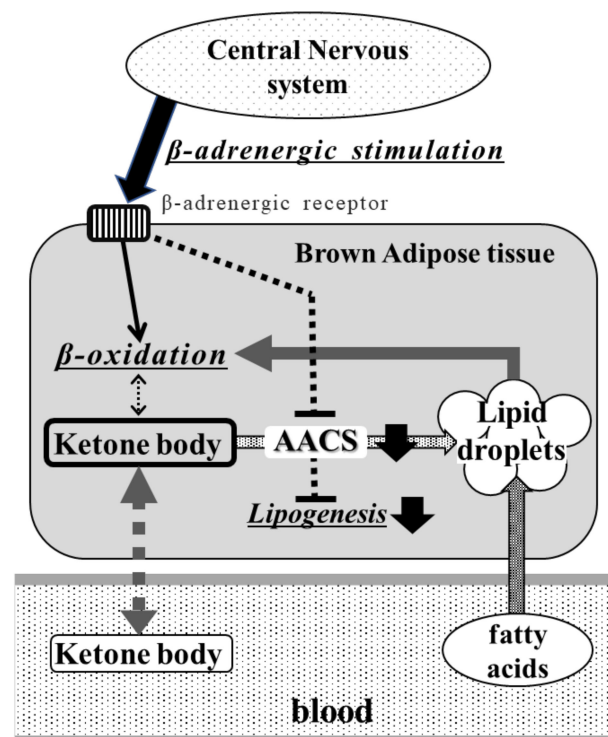 Central Nervous
system
β-adrenergic stimulation
β-adrenergic receptor
Brown Adipose tissue
β-oxidation
Ketone body
AACS
Lipid
droplets
Lipogenesis
Ketone body
fatty
acids
blood